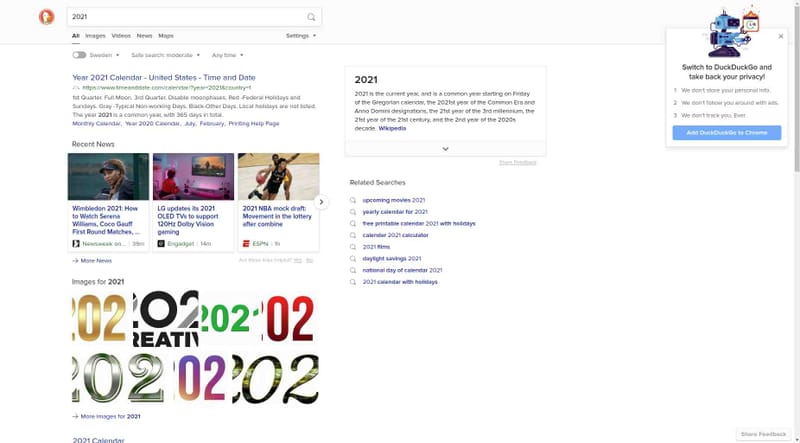 2021
All Images Videos News Maps Settings
Sweden Safe search: moderate Any time
Year 2021 Calendar - United States - Time and Date
https://www.timeanddate.com/calendar/?year=2021&country=1
1st Quarter. Full Moon. 3rd Quarter. Disable moonphases. Red–Federal Holidays and
Sundays. Gray–Typical Non-working Days. Black–Other Days. Local holidays are not listed.
The year 2021 is a common year, with 365 days in total.
Monthly Calendar, Year 2020 Calendar, July, February, Printing Help Page
Recent News
Wimbledon 2021: How
to Watch Serena
Williams, Coco Gauff
First Round Matches, ...
Newsweek on... 39m
LG updates its 2021
OLED TVs to support
120Hz Dolby Vision
gaming
Engadget 14m
2021 NBA mock draft:
Movement in the lottery
after combine
ESPN 1h
More News
Are these links helpful? Yes No
Images for 2021
202
202
CREATIV
2021
202
202
202
202
More Images for 2021
2021 Calendar
2021
2021 is the current year, and is a common year starting on Friday
of the Gregorian calendar, the 2021st year of the Common Era and
Anno Domini designations, the 21st year of the 3rd millennium, the
21st year of the 21st century, and the 2nd year of the 2020s
decade. Wikipedia
Share Feedback
Related Searches
upcoming movies 2021
yearly calendar for 2021
free printable calendar 2021 with holidays
calendar 2021 calculator
2021 films
daylight savings 2021
national day of calendar 2021
2021 calendar with holidays
Switch to DuckDuckGo and
take back your privacy!
1 We don't store your personal info.
2 We don't follow you around with ads.
3 We don't track you. Ever.
Add DuckDuckGo to Chrome
Share Feedback